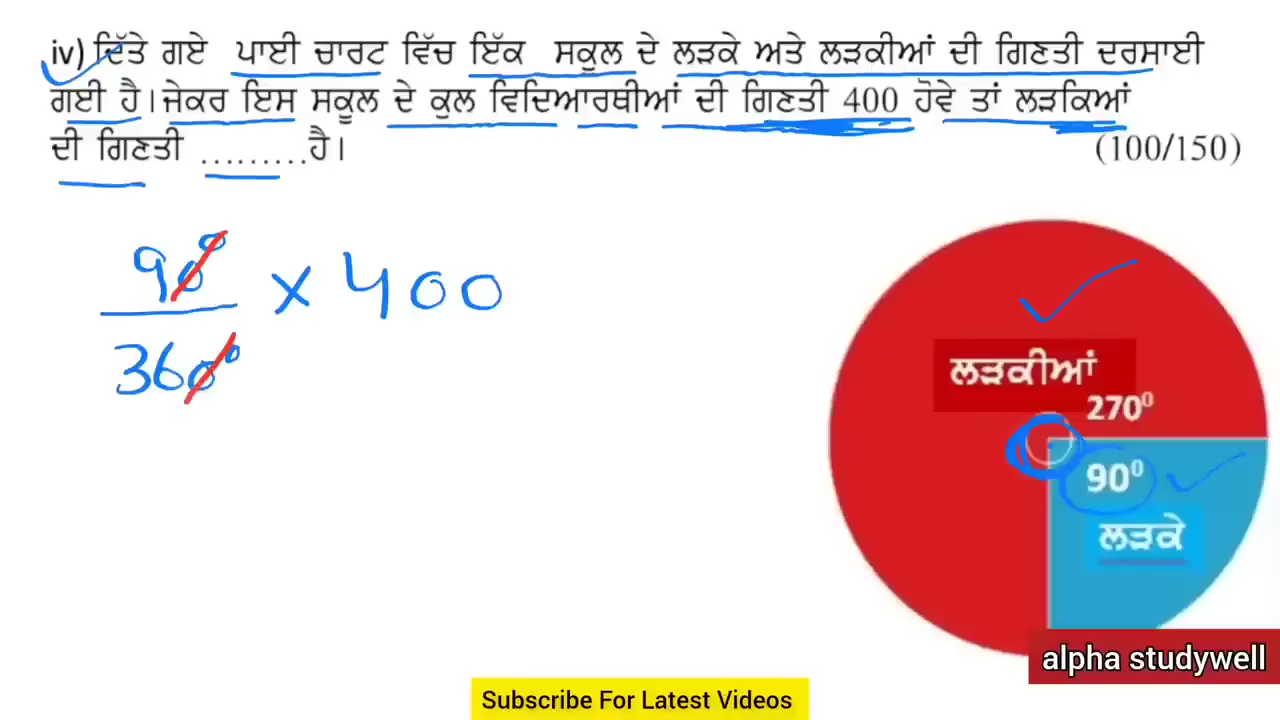 iv) ਦਿੱਤੇ ਗਏ ਪਾਈ ਚਾਰਟ ਵਿੱਚ ਇੱਕ ਸਕੂਲ ਦੇ ਲੜਕੇ ਅਤੇ ਲੜਕੀਆਂ ਦੀ ਗਿਣਤੀ ਦਰਸਾਈ
ਗਈ ਹੈ। ਜੇਕਰ ਇਸ ਸਕੂਲ ਦੇ ਕੁਲ ਵਿਦਿਆਰਥੀਆਂ ਦੀ ਗਿਣਤੀ 400 ਹੋਵੇ ਤਾਂ ਲੜਕਿਆਂ
ਦੀ ਗਿਣਤੀ ......... ਹੈ। (100/150)
90° / 360° × 400
ਲੜਕੀਆਂ
270⁰
90⁰
ਲੜਕੇ
alpha studywell
Subscribe For Latest Videos